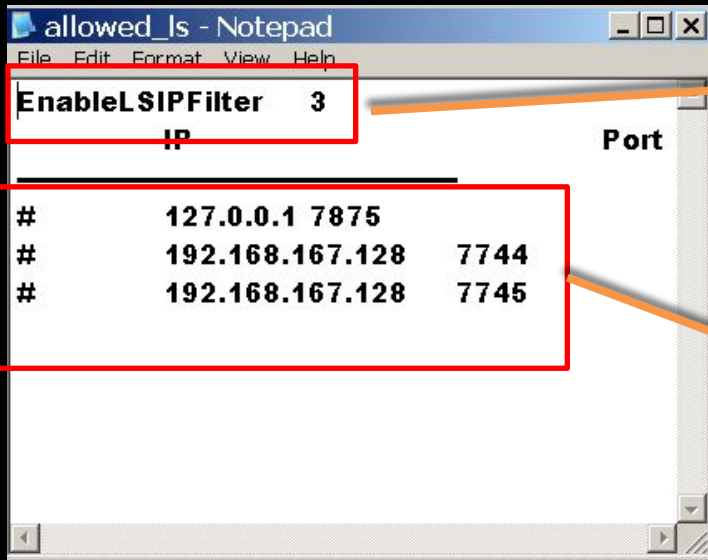 allowed_ls - Notepad
File Edit Format View Help
EnableLSIPFilter 3
IP Port
# 127.0.0.1 7875
# 192.168.167.128 7744
# 192.168.167.128 7745